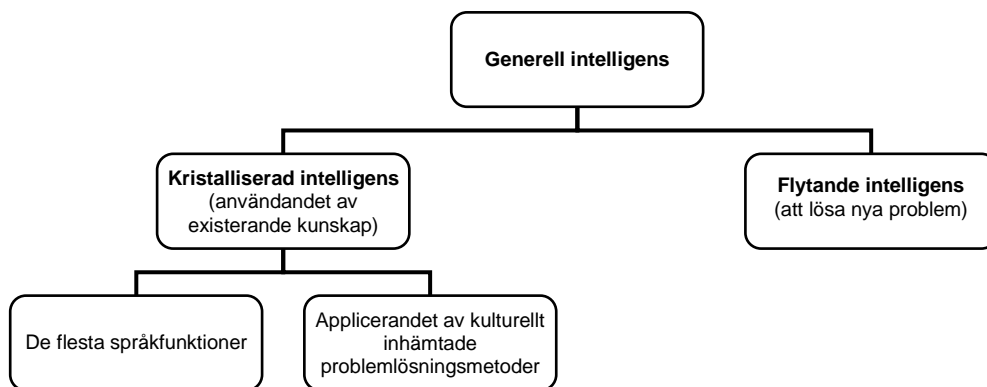 Generell intelligens
Kristalliserad intelligens
(användandet av
existerande kunskap)
Flytande intelligens
(att lösa nya problem)
De flesta språkfunktioner
Applicerandet av kulturellt
inhämtade
problemlösningsmetoder